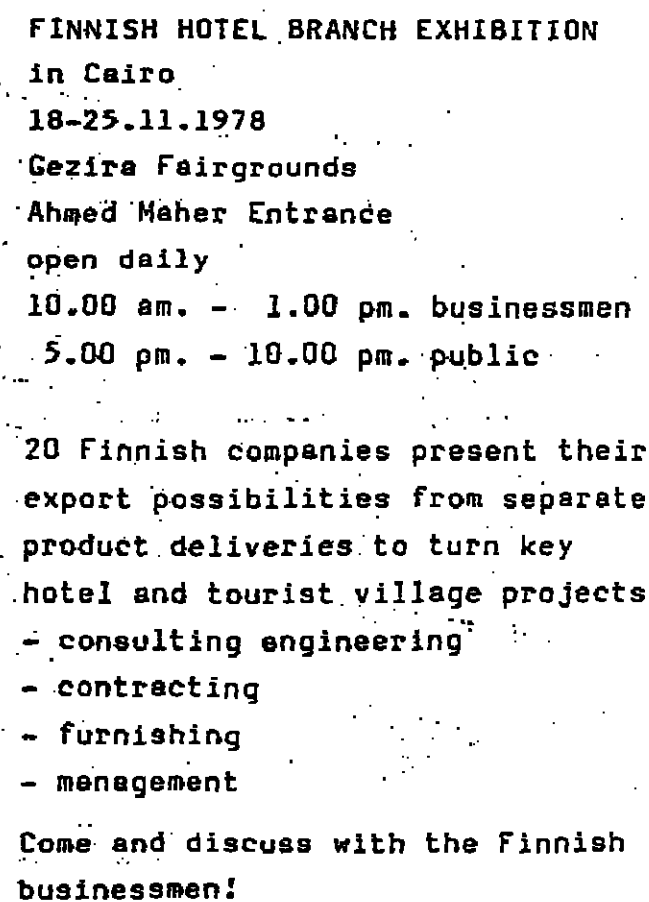 FINNISH HOTEL BRANCH EXHIBITION
in Cairo
18-25.11.1978
Gezira Fairgrounds
Ahmed Maher Entrance
open daily
10.00 am. - 1.00 pm. businessmen
5.00 pm. - 10.00 pm. public
20 Finnish companies present their
export possibilities from separate
product deliveries to turn key
hotel and tourist village projects
- consulting engineering
- contracting
- furnishing
- management
Come and discuss with the Finnish
businessmen!